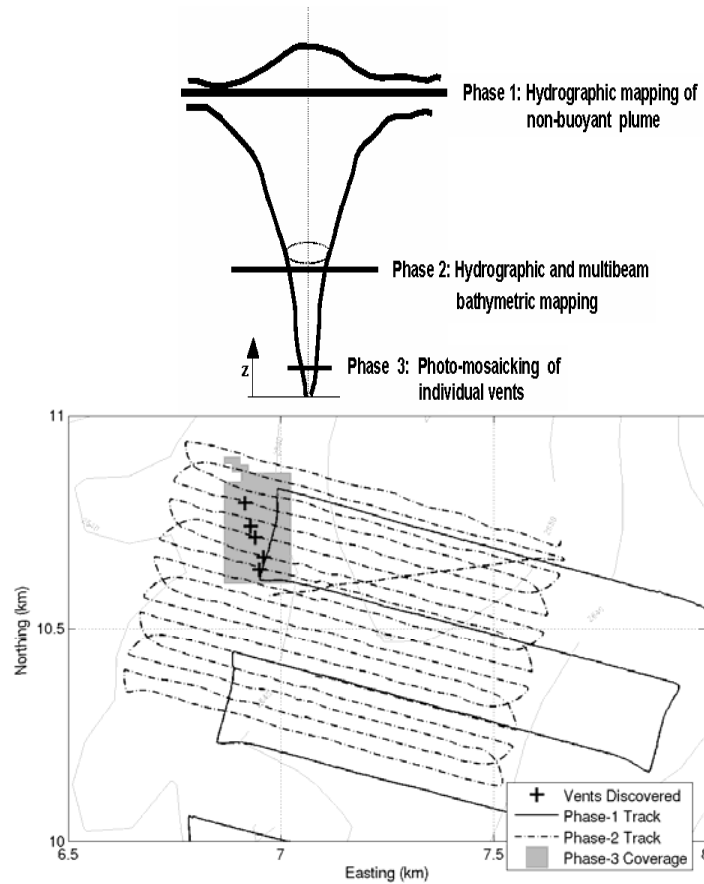 Phase 1: Hydrographic mapping of
non-buoyant plume
Phase 2: Hydrographic and multibeam
bathymetric mapping
Phase 3: Photo-mosaicking of
individual vents
z
11
10.5
10
Northing (km)
6.5
7
7.5
Easting (km)
Vents Discovered
Phase-1 Track
Phase-2 Track
Phase-3 Coverage